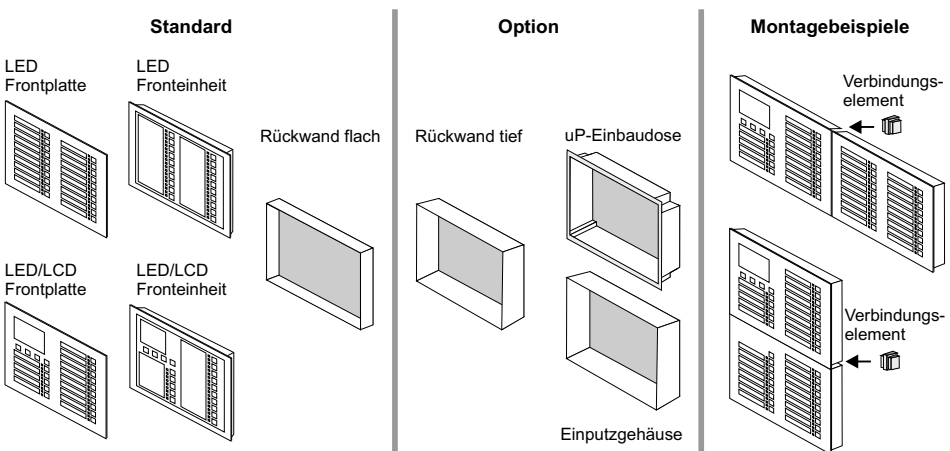 Standard
LED
Frontplatte
LED
Fronteinheit
Rückwand flach
LED/LCD
Frontplatte
LED/LCD
Fronteinheit
Option
Rückwand tief
uP-Einbaudose
Einputzgehäuse
Montagebeispiele
Verbindungs-
element
Verbindungs-
element